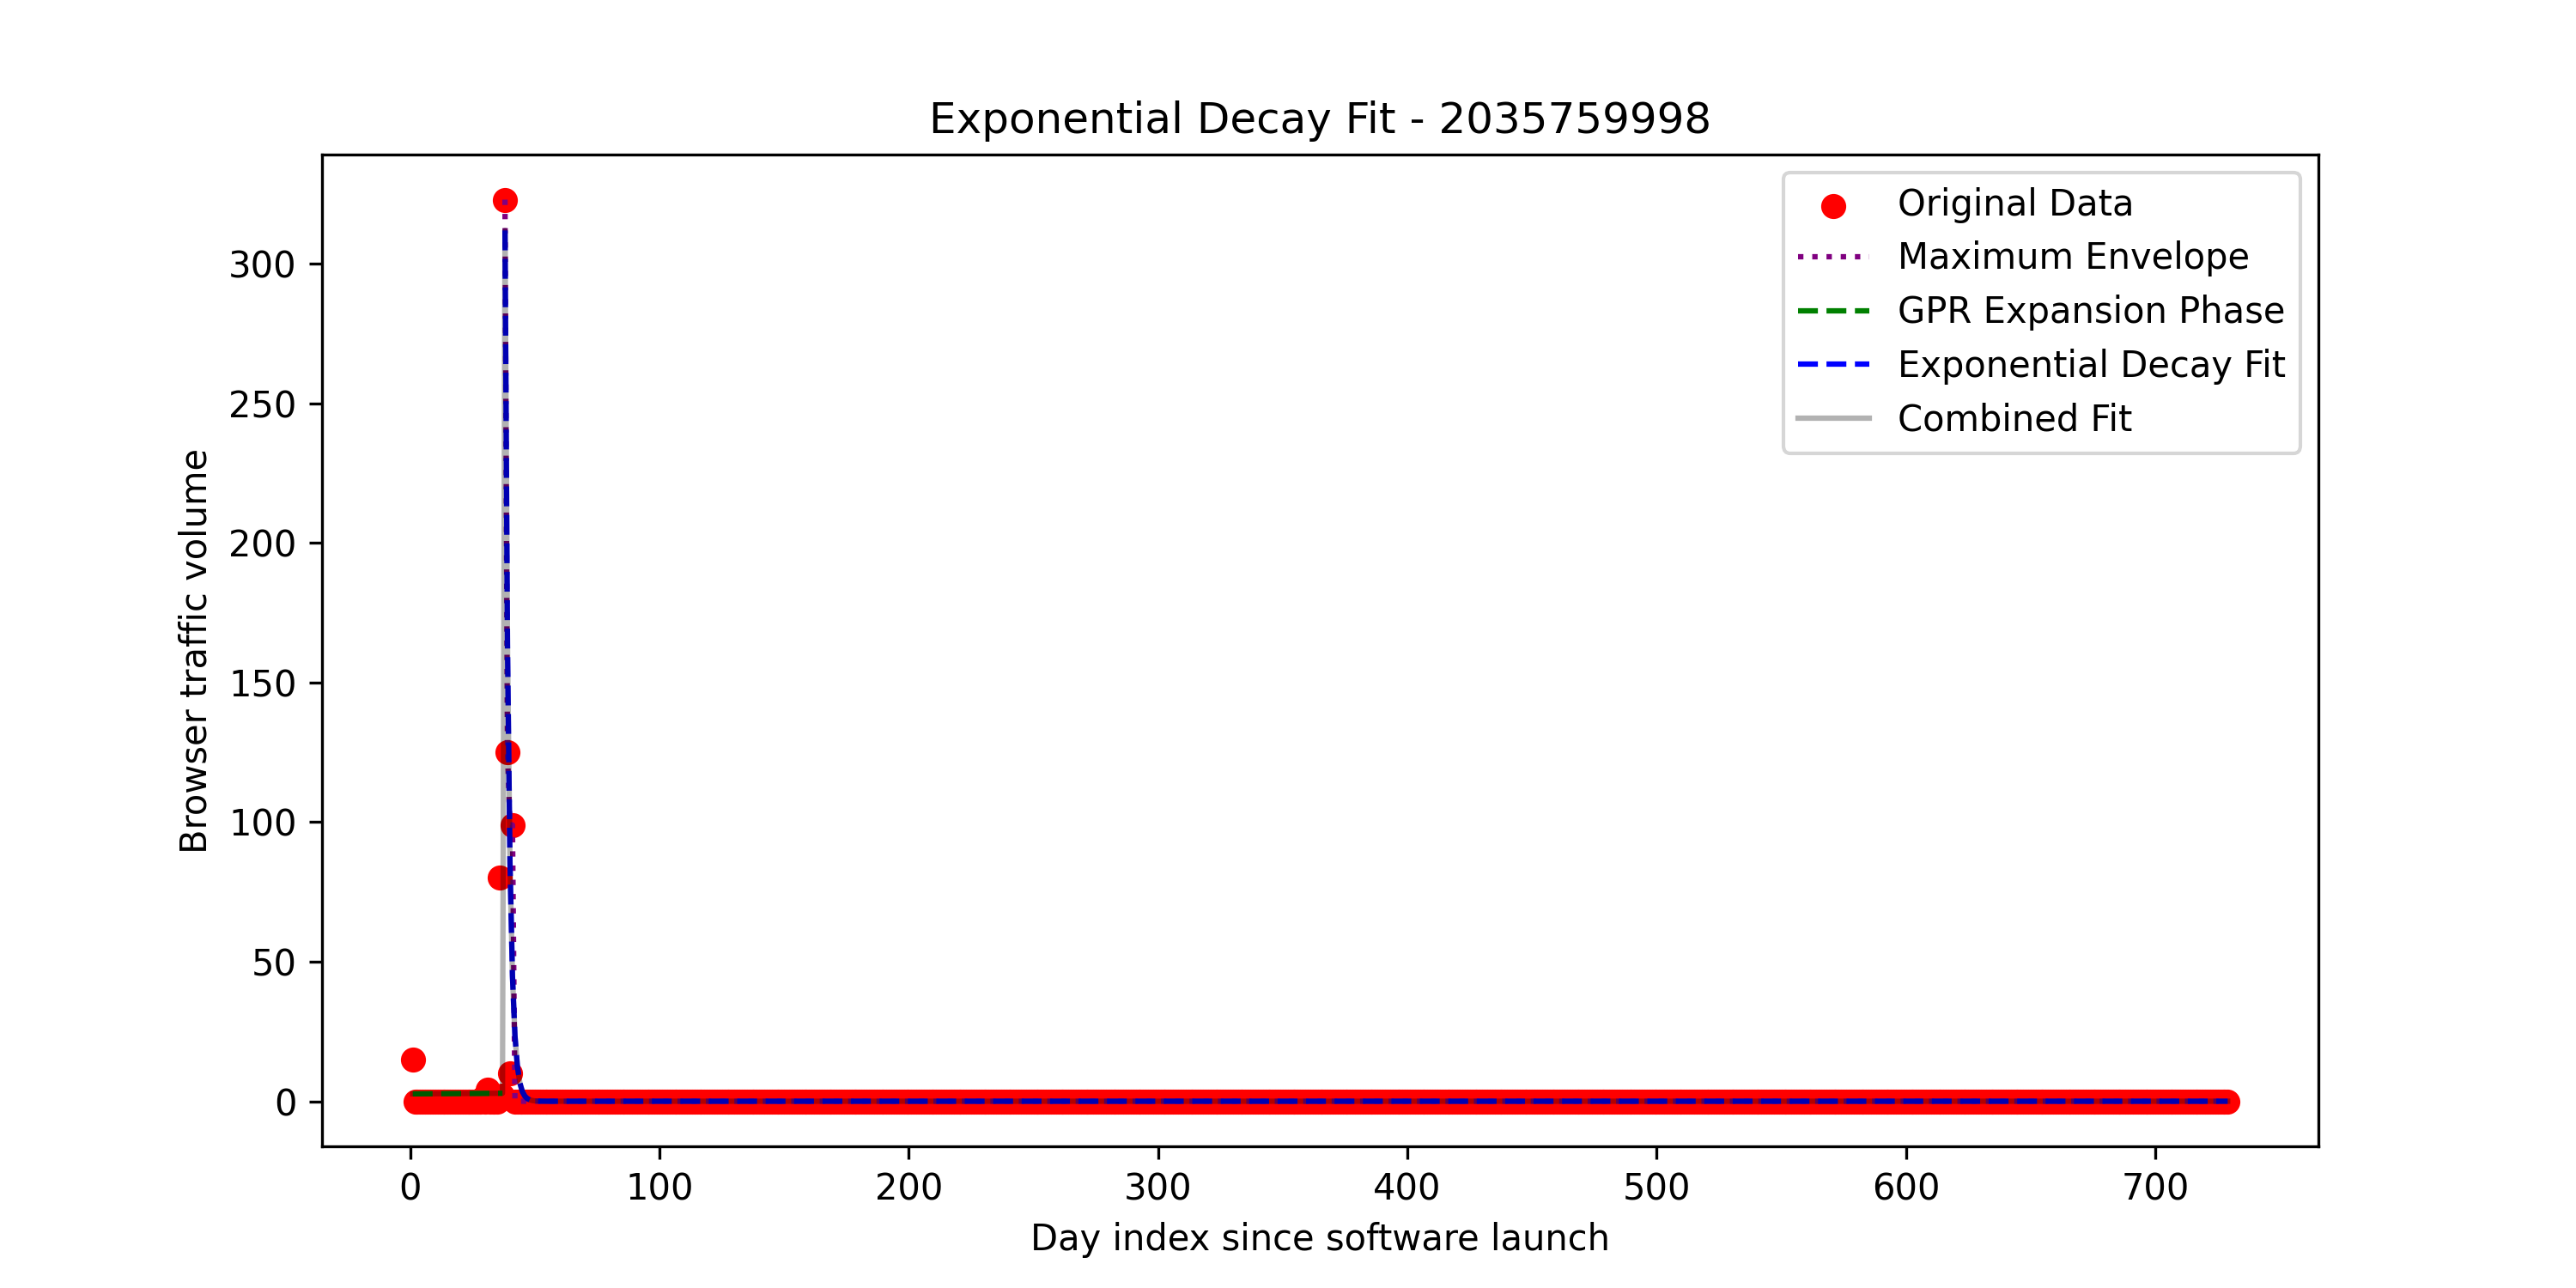 Exponential Decay Fit - 2035759998
Original Data
Maximum Envelope
GPR Expansion Phase
Exponential Decay Fit
Combined Fit
Browser traffic volume
300
250
200
150
100
50
0
0 100 200 300 400 500 600 700
Day index since software launch